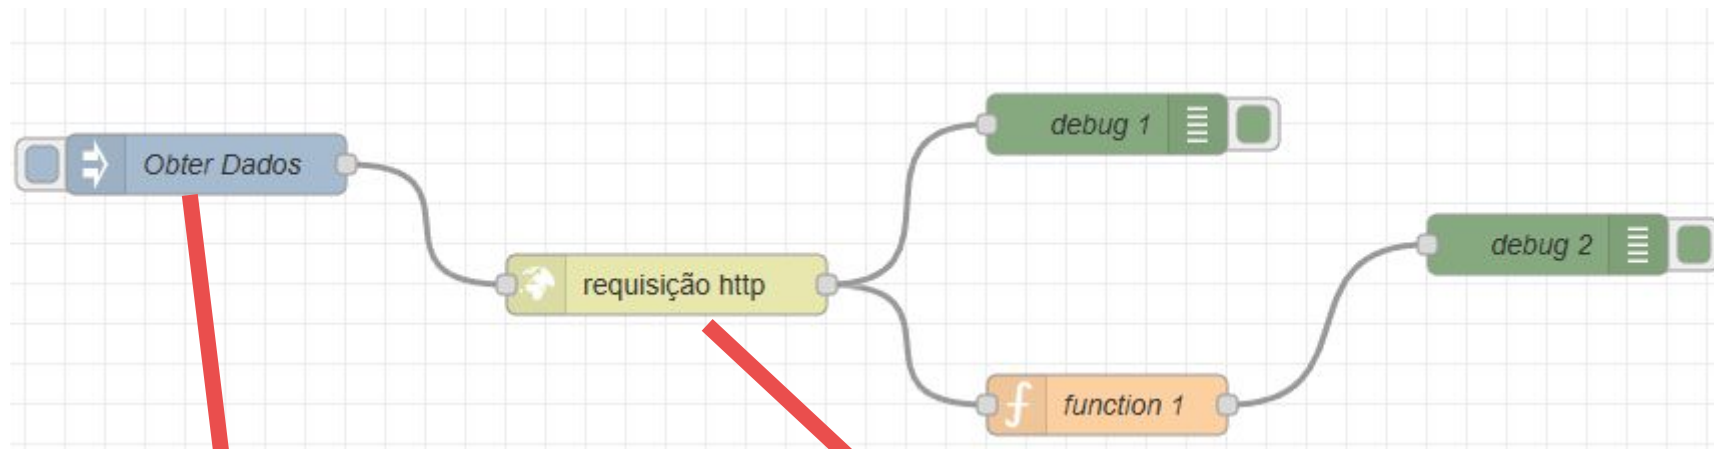 Obter Dados
requisição http
debug 1
function 1
debug 2